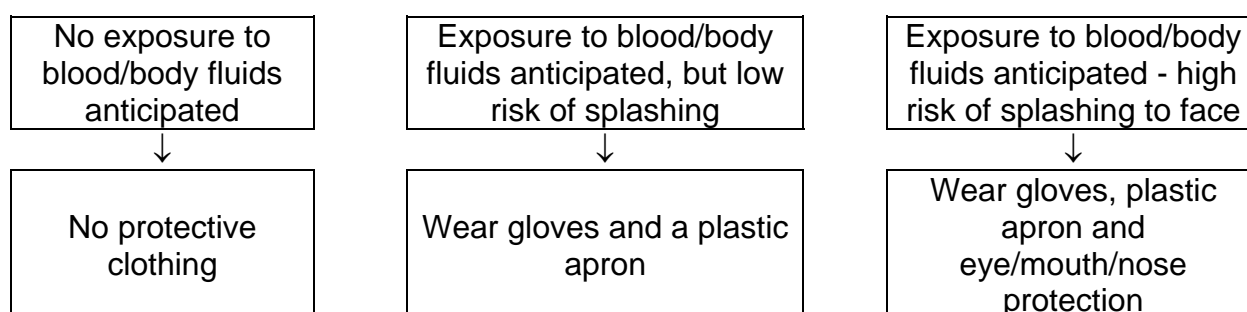 No exposure to
blood/body fluids
anticipated
↓
No protective
clothing
Exposure to blood/body
fluids anticipated, but low
risk of splashing
↓
Wear gloves and a plastic
apron
Exposure to blood/body
fluids anticipated - high
risk of splashing to face
↓
Wear gloves, plastic
apron and
eye/mouth/nose
protection